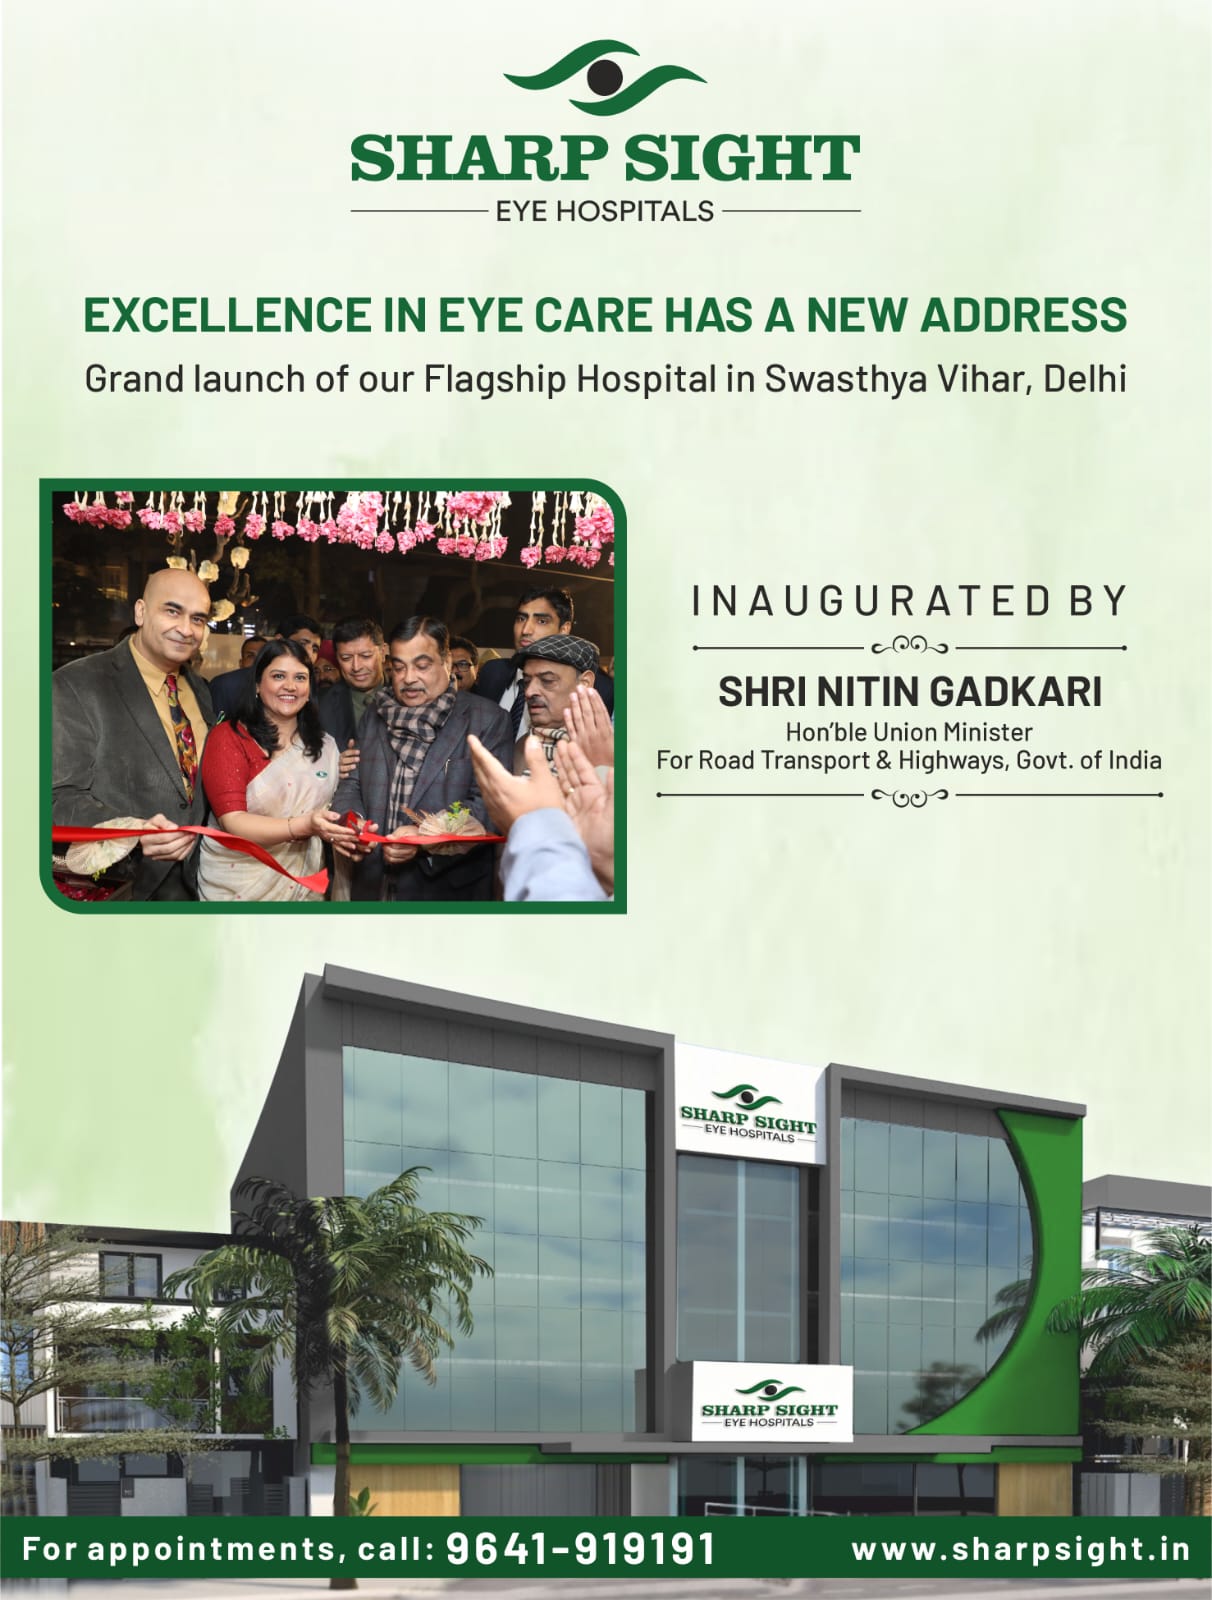 SHARP SIGHT
EYE HOSPITALS
EXCELLENCE IN EYE CARE HAS A NEW ADDRESS
Grand launch of our Flagship Hospital in Swasthya Vihar, Delhi
INAUGURATED BY
SHRI NITIN GADKARI
Hon’ble Union Minister
For Road Transport & Highways, Govt. of India
SHARP SIGHT
EYE HOSPITALS
SHARP SIGHT
EYE HOSPITALS
For appointments, call: 9641-919191
www.sharpsight.in